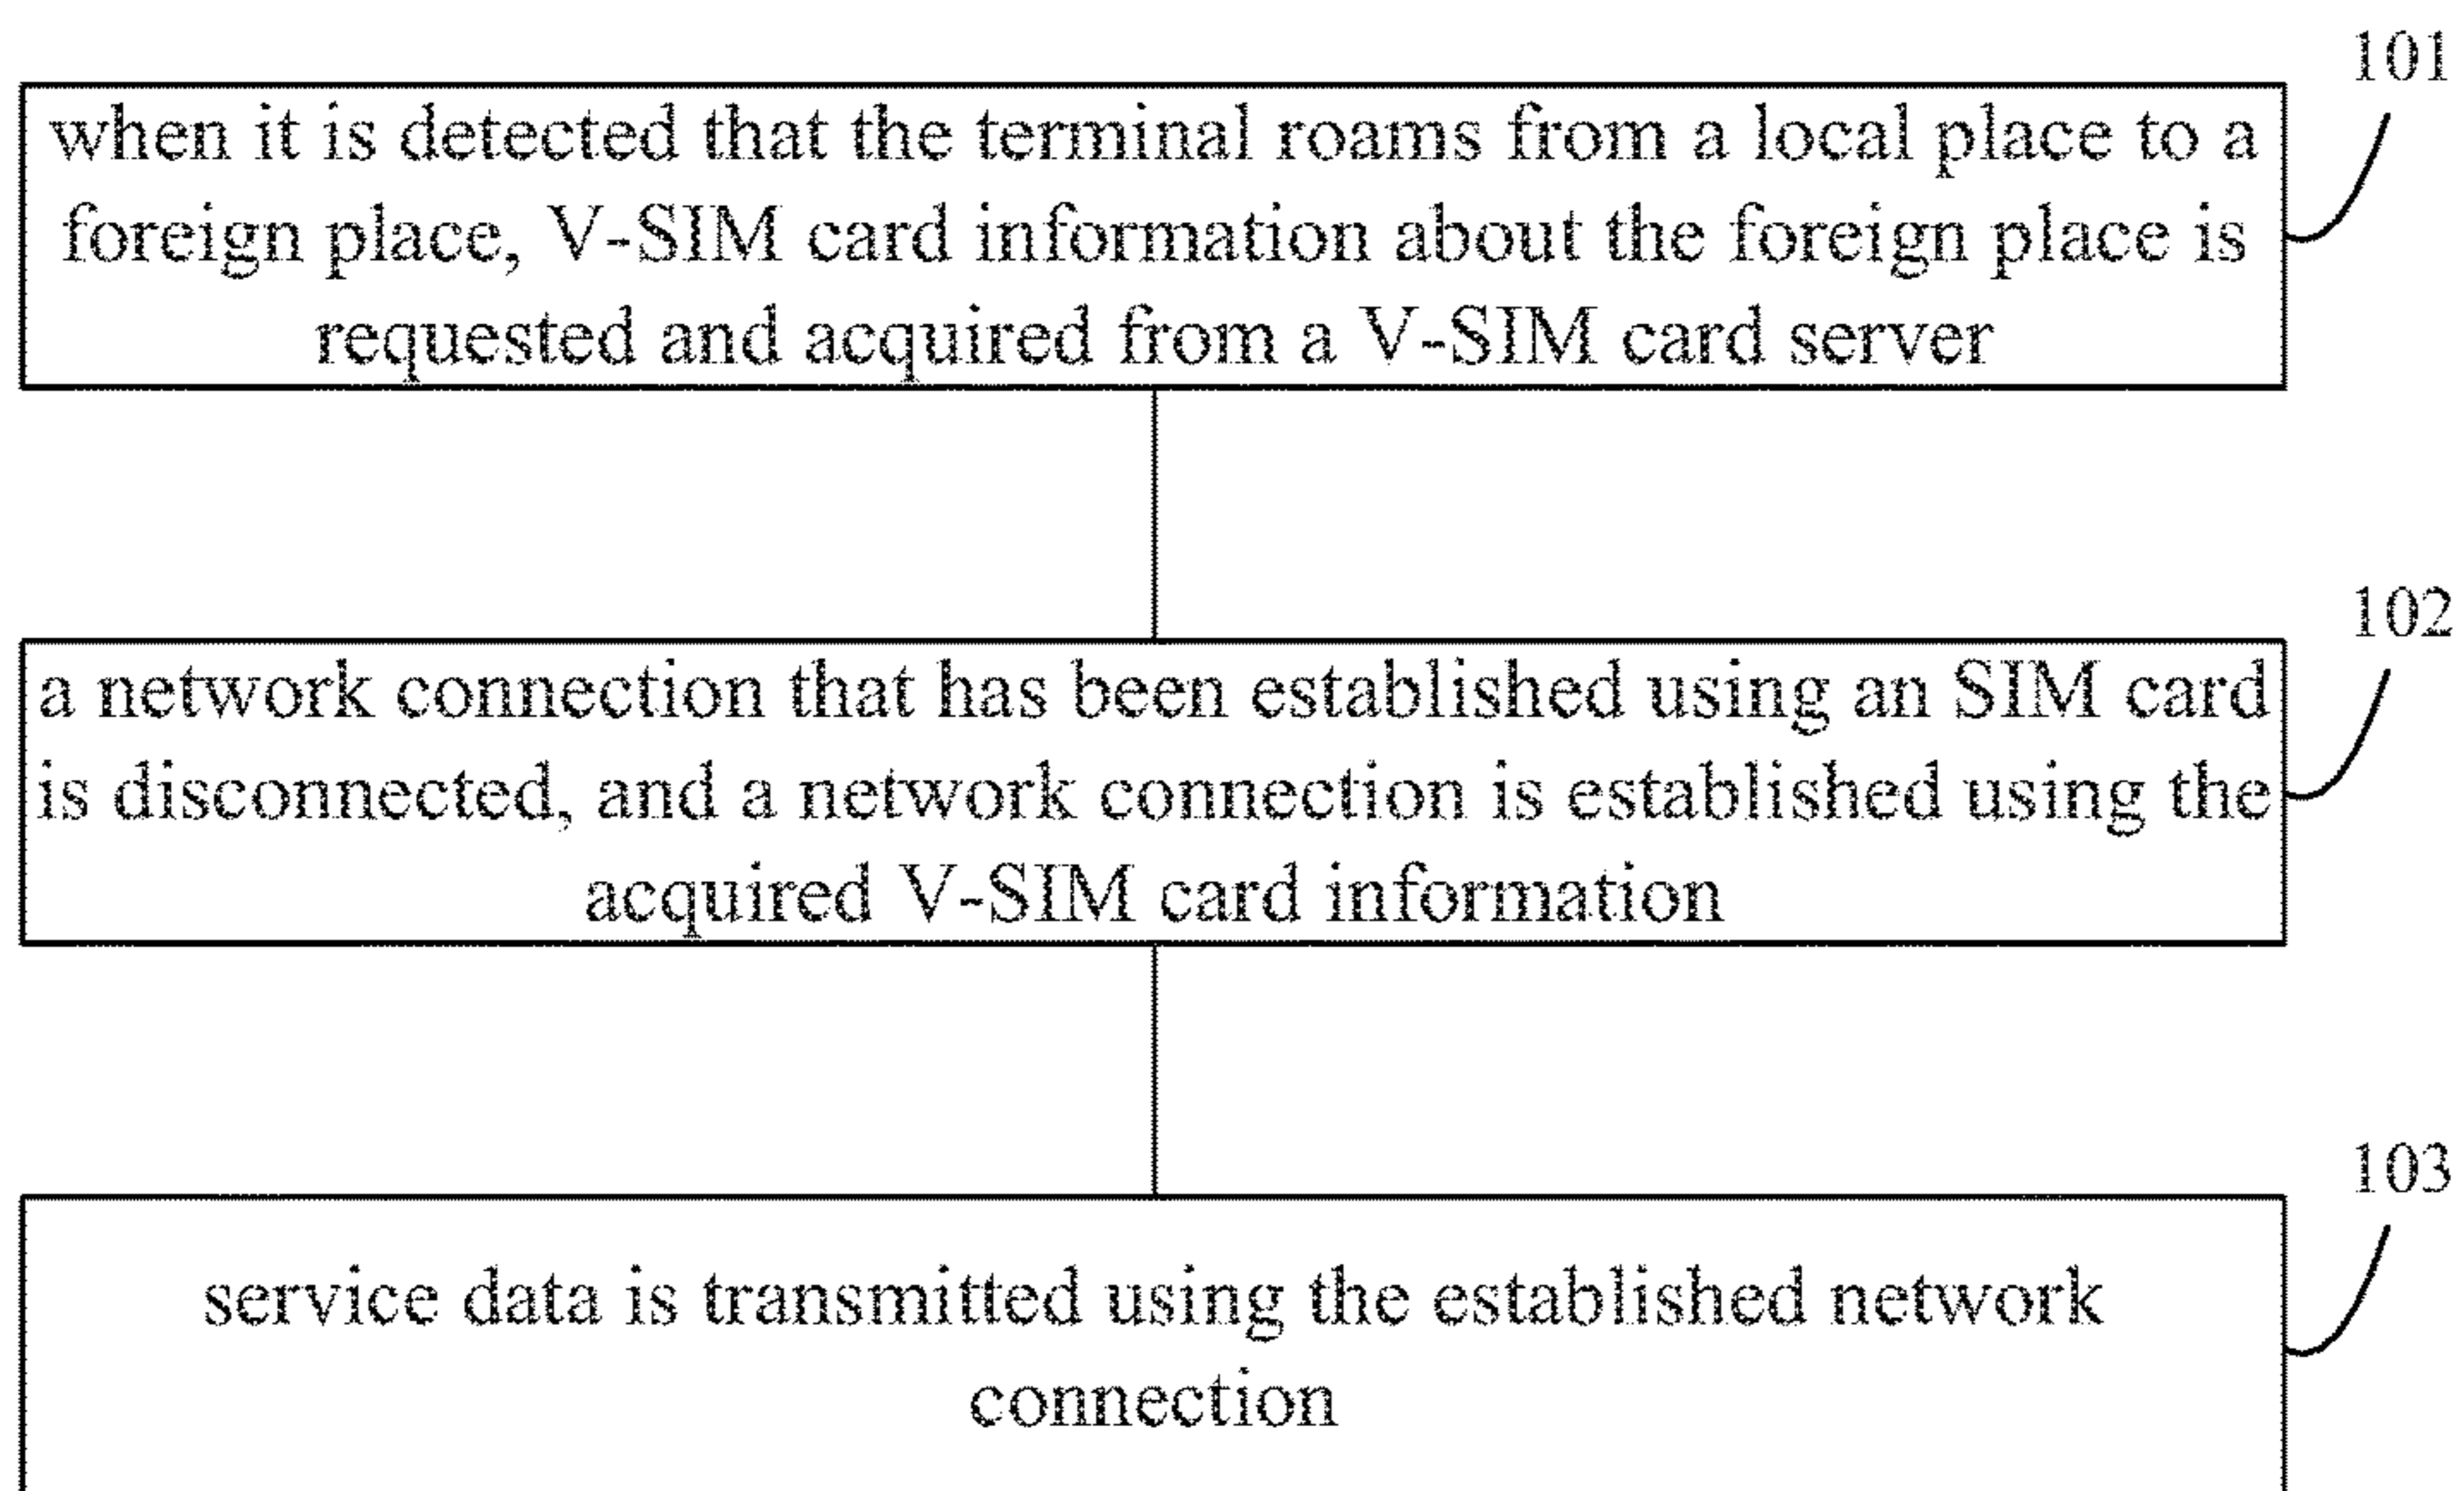 101
when it is detected that the terminal roams from a local place to a
foreign place, V-SIM card information about the foreign place is
requested and acquired from a V-SIM card server
102
a network connection that has been established using an SIM card
is disconnected, and a network connection is established using the
acquired V-SIM card information
103
service data is transmitted using the established network
connection